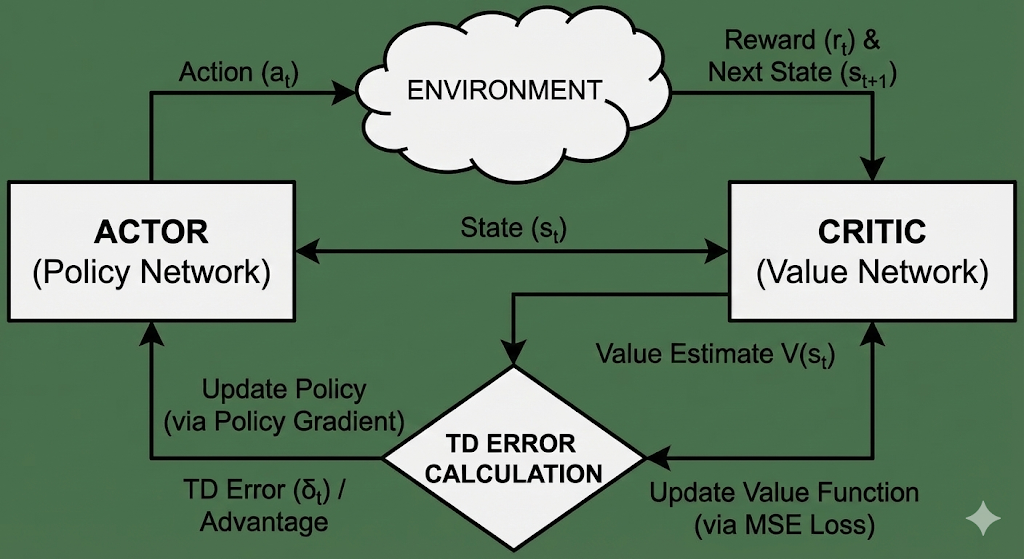 Action (aₜ)
ENVIRONMENT
Reward (rₜ) &
Next State (sₜ₊₁)
ACTOR
(Policy Network)
State (sₜ)
CRITIC
(Value Network)
Value Estimate V(sₜ)
Update Policy
(via Policy Gradient)
TD ERROR
CALCULATION
TD Error (δₜ) /
Advantage
Update Value Function
(via MSE Loss)